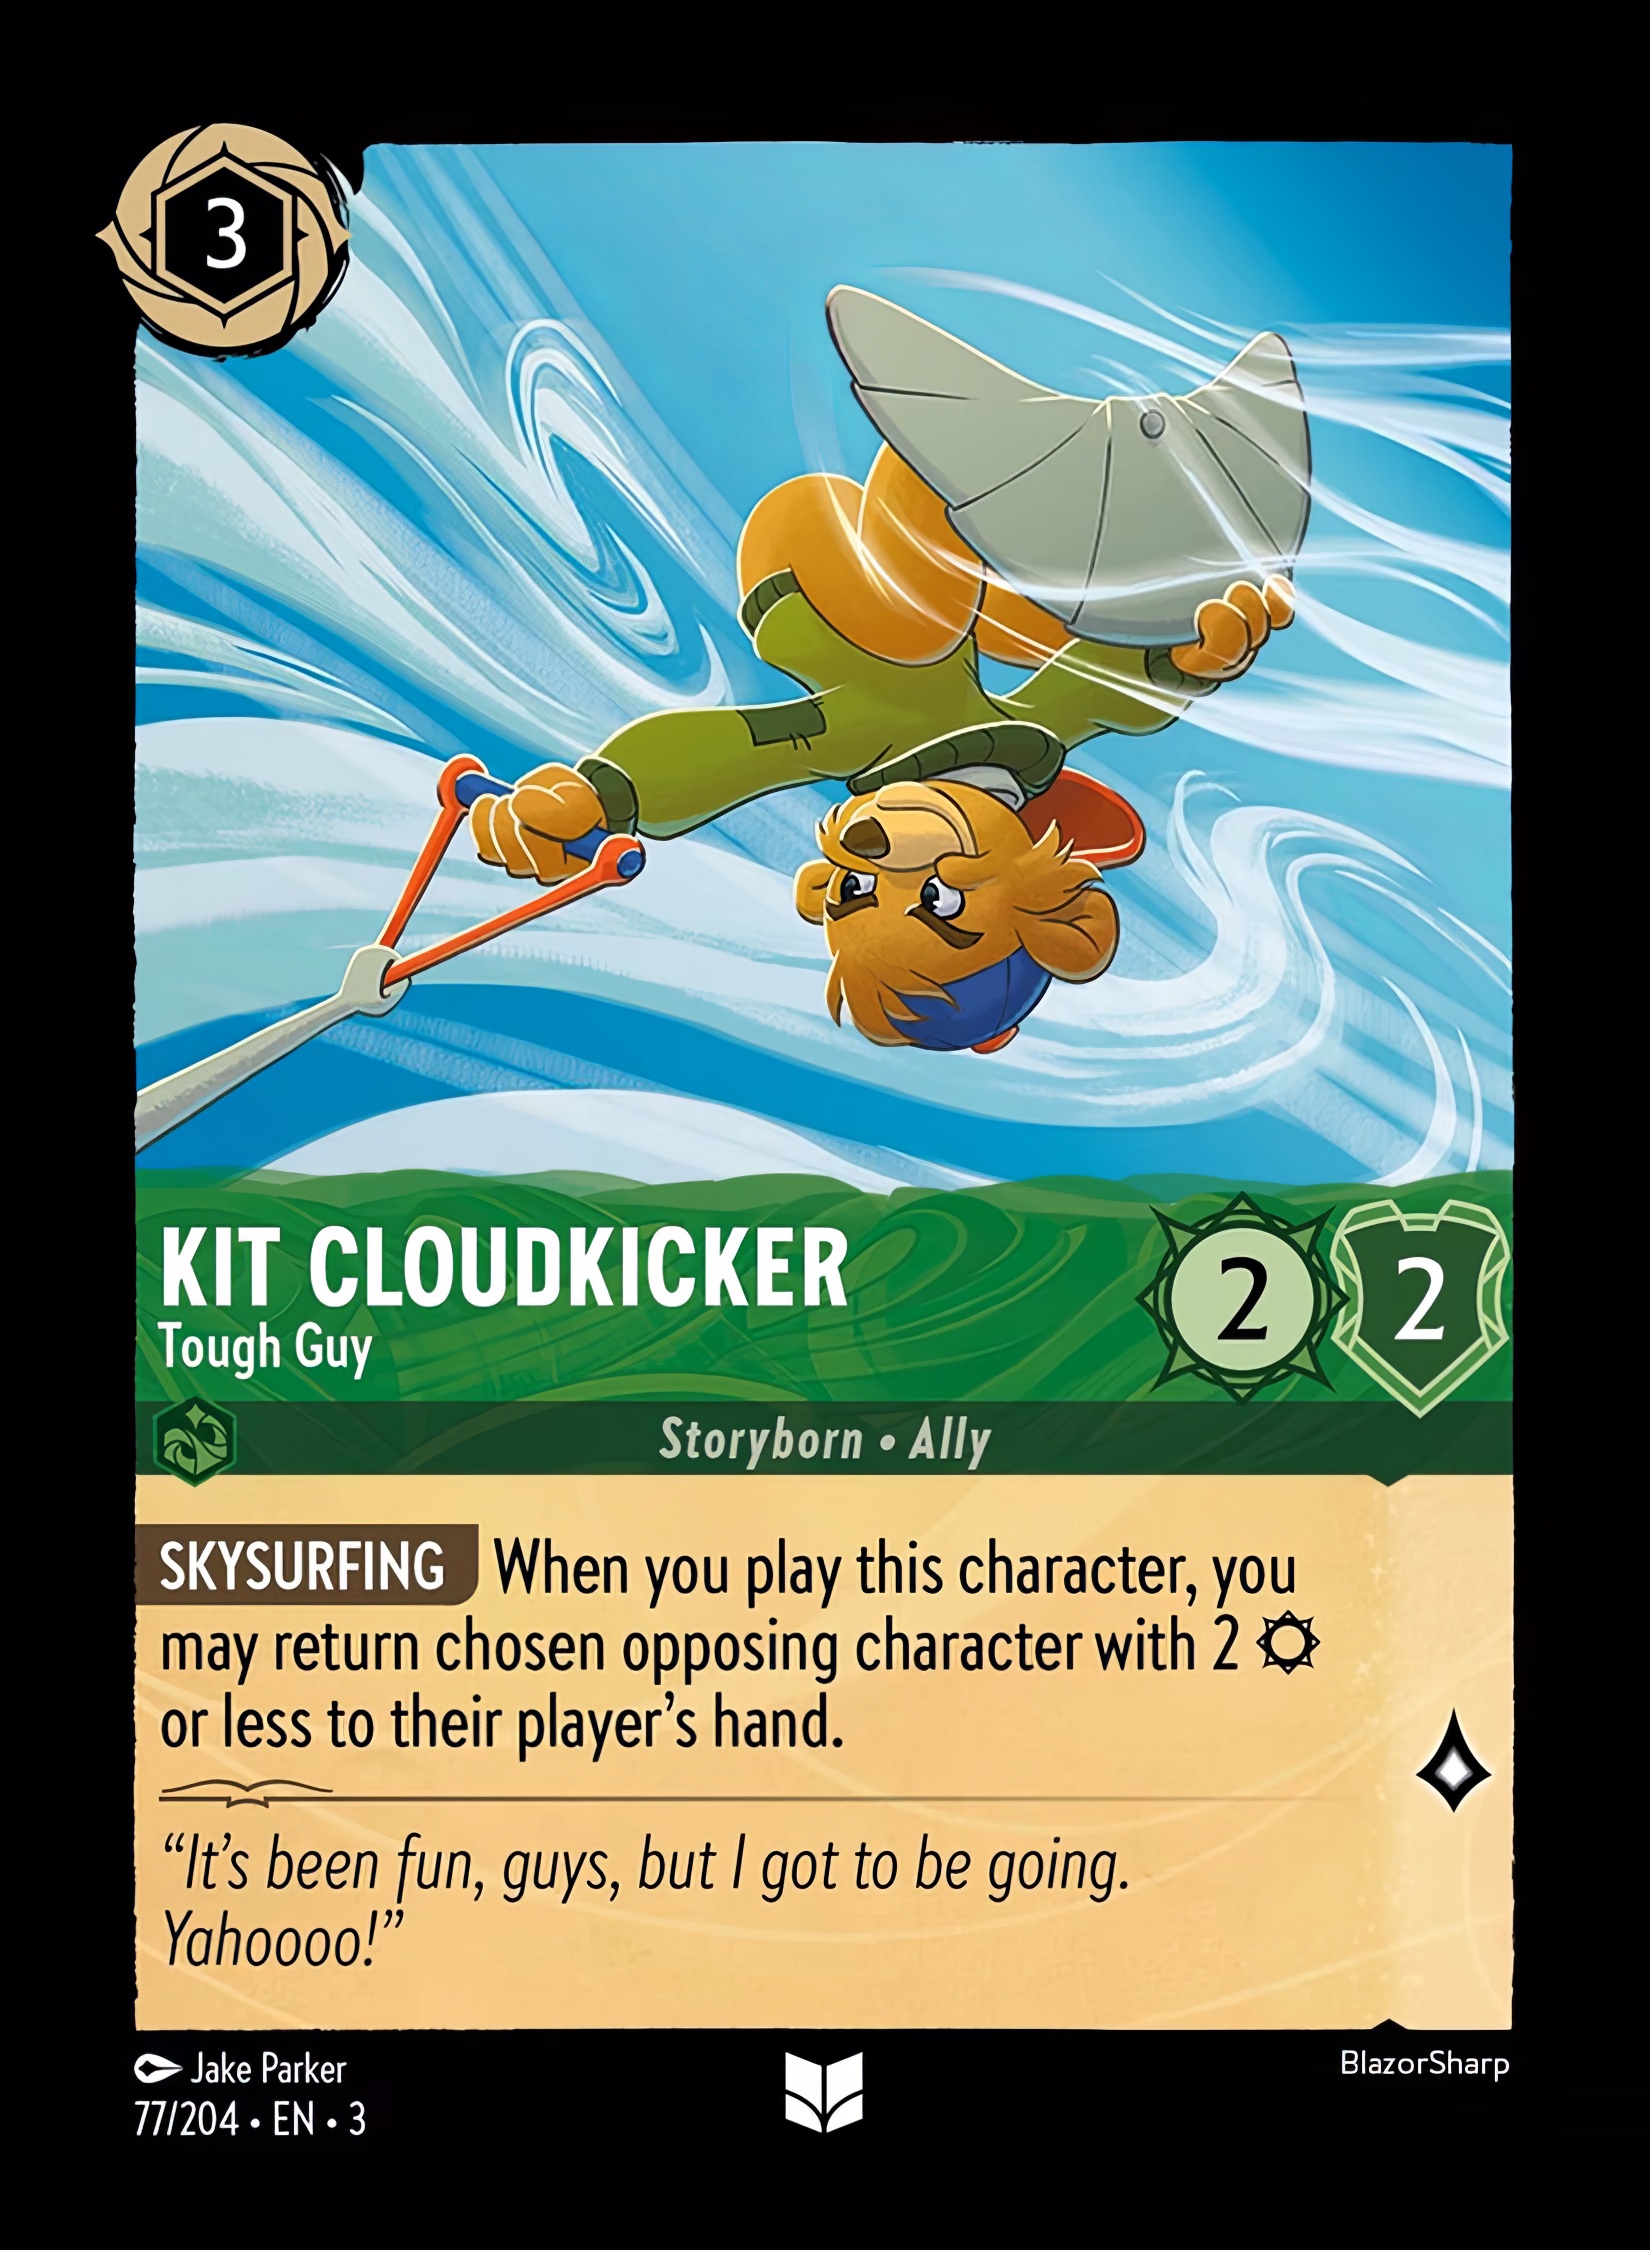 3
KIT CLOUDKICKER
Tough Guy
2 2
Storyborn • Ally
SKYSURFING When you play this character, you
may return chosen opposing character with 2
or less to their player’s hand.
“It’s been fun, guys, but I got to be going.
Yahoooo!”
Jake Parker
BlazorSharp
77/204 • EN • 3